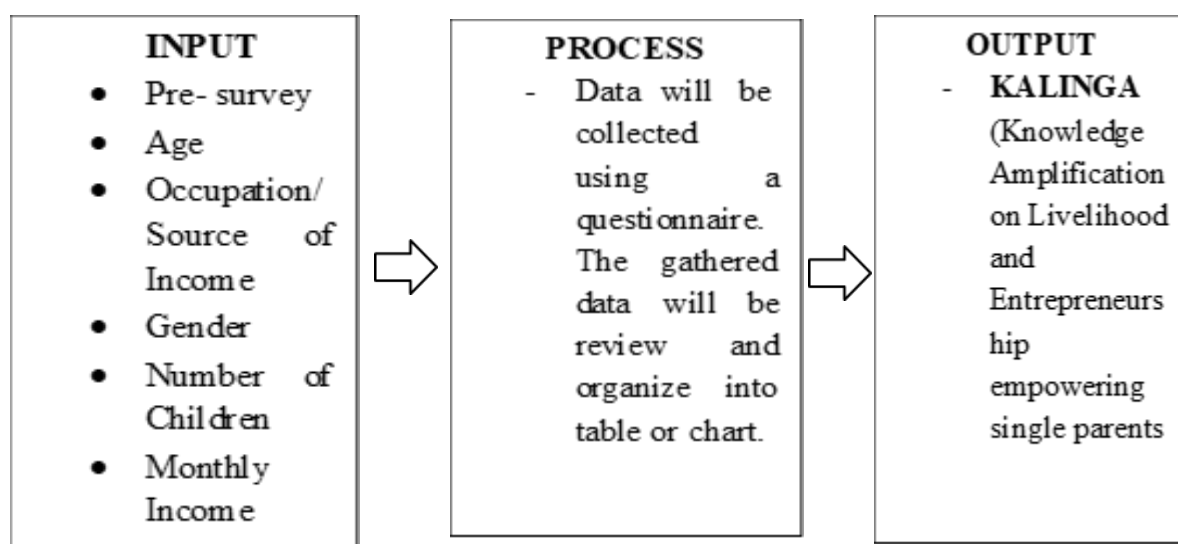 INPUT
• Pre- survey
• Age
• Occupation/
Source of
Income
• Gender
• Number of
Children
• Monthly
Income
PROCESS
- Data will be
collected
using a
questionnaire.
The gathered
data will be
review and
organize into
table or chart.
OUTPUT
- KALINGA
(Knowledge
Amplification
on Livelihood
and
Entrepreneurs
hip
empowering
single parents